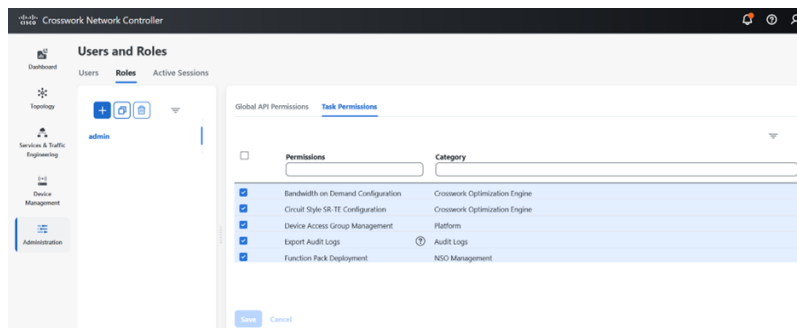 cisco Crosswork Network Controller
Users and Roles
Users Roles Active Sessions
Dashboard
Topology
Services & Traffic
Engineering
Device
Management
Administration
admin
Global API Permissions Task Permissions
Permissions Category
Bandwidth on Demand Configuration Crosswork Optimization Engine
Circuit Style SR-TE Configuration Crosswork Optimization Engine
Device Access Group Management Platform
Export Audit Logs ? Audit Logs
Function Pack Deployment NSO Management
Save Cancel